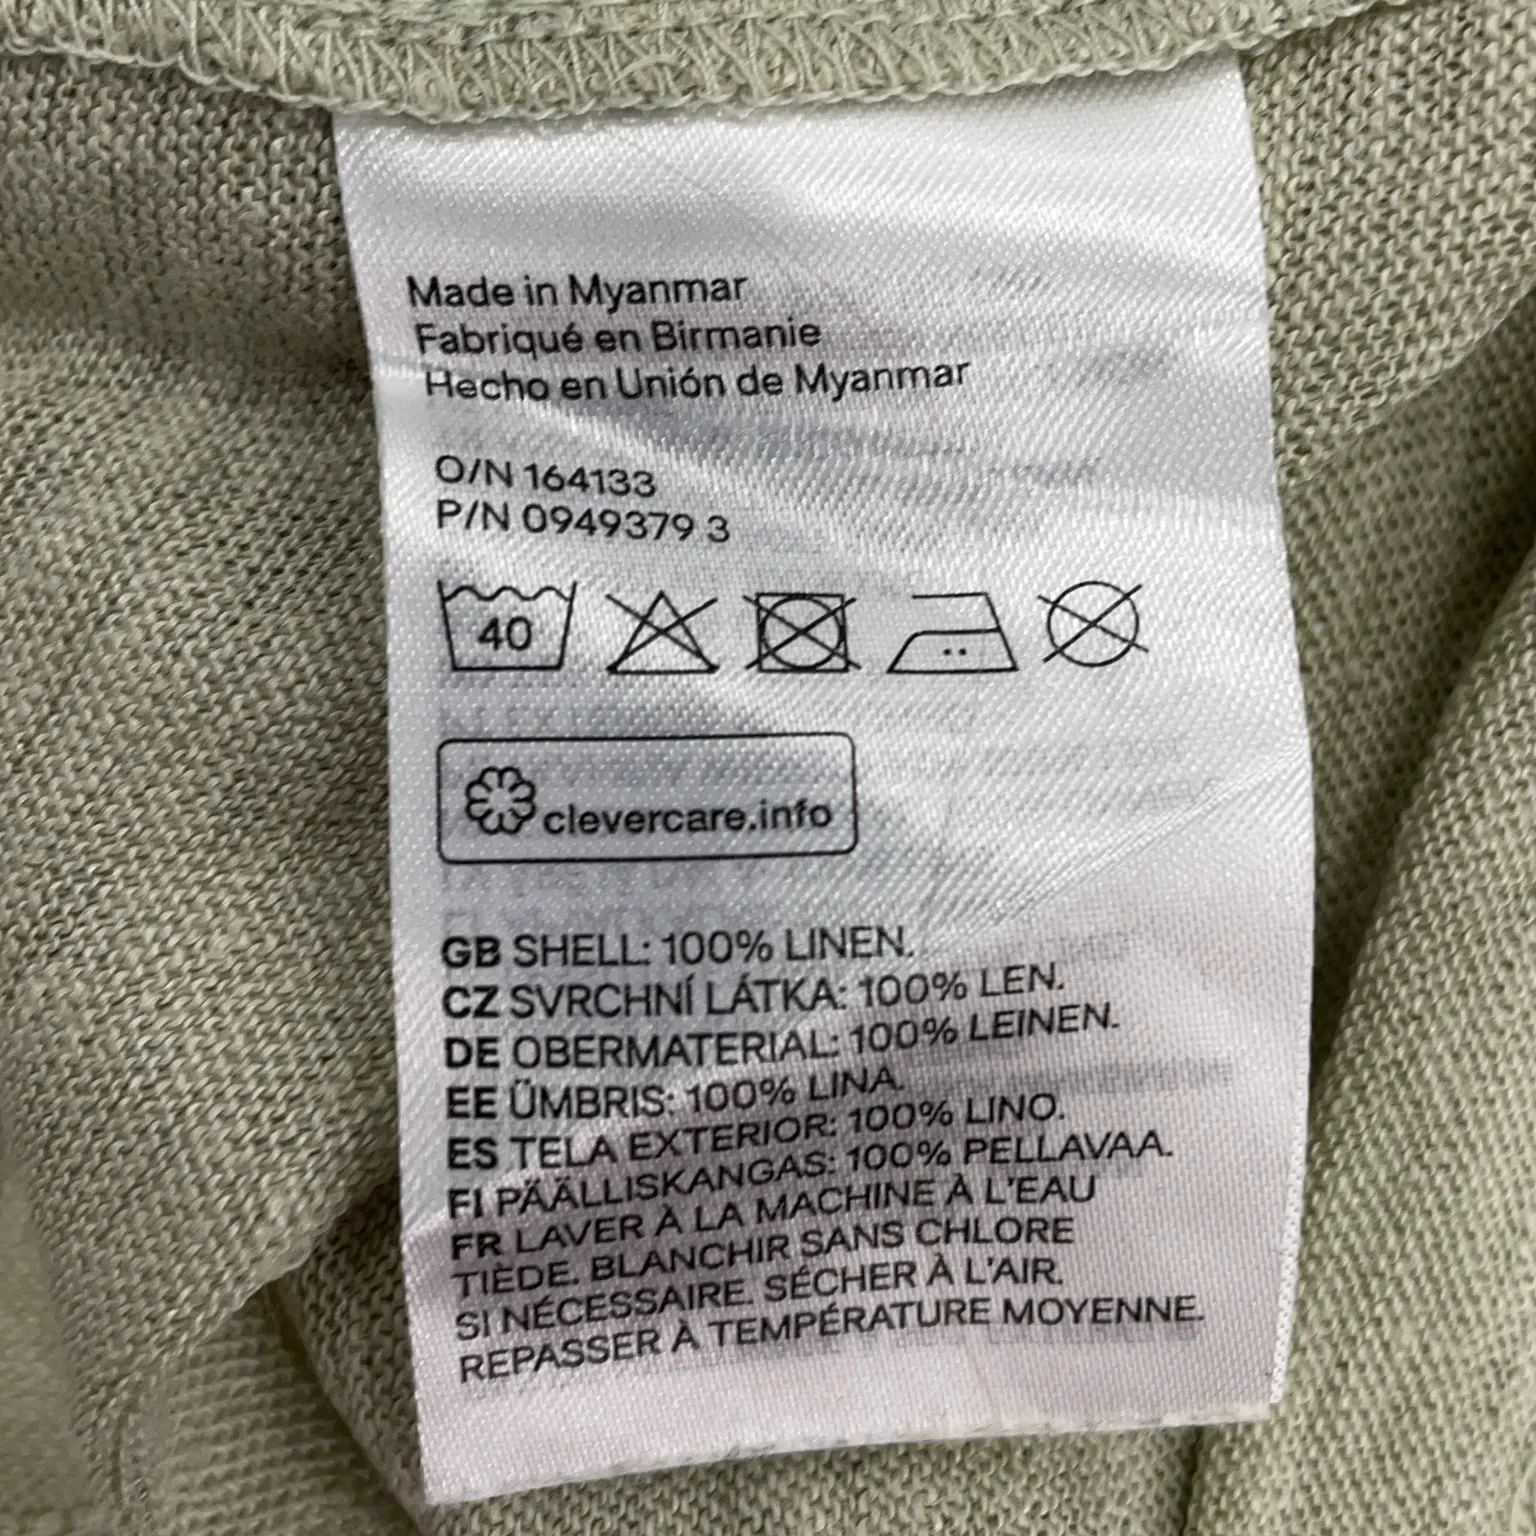 Made in Myanmar
Fabriqué en Birmanie
Hecho en Unión de Myanmar
O/N 164133
P/N 0949379 3
40
clevercare.info
GB SHELL: 100% LINEN.
CZ SVRCHNÍ LÁTKA: 100% LEN.
DE OBERMATERIAL: 100% LEINEN.
EE ÜMBRIS: 100% LINA.
ES TELA EXTERIOR: 100% LINO.
FI PÄÄLLISKANGAS: 100% PELLAVAA.
FR LAVER À LA MACHINE À L'EAU
TIÈDE. BLANCHIR SANS CHLORE
SI NÉCESSAIRE. SÉCHER À L'AIR.
REPASSER À TEMPÉRATURE MOYENNE.